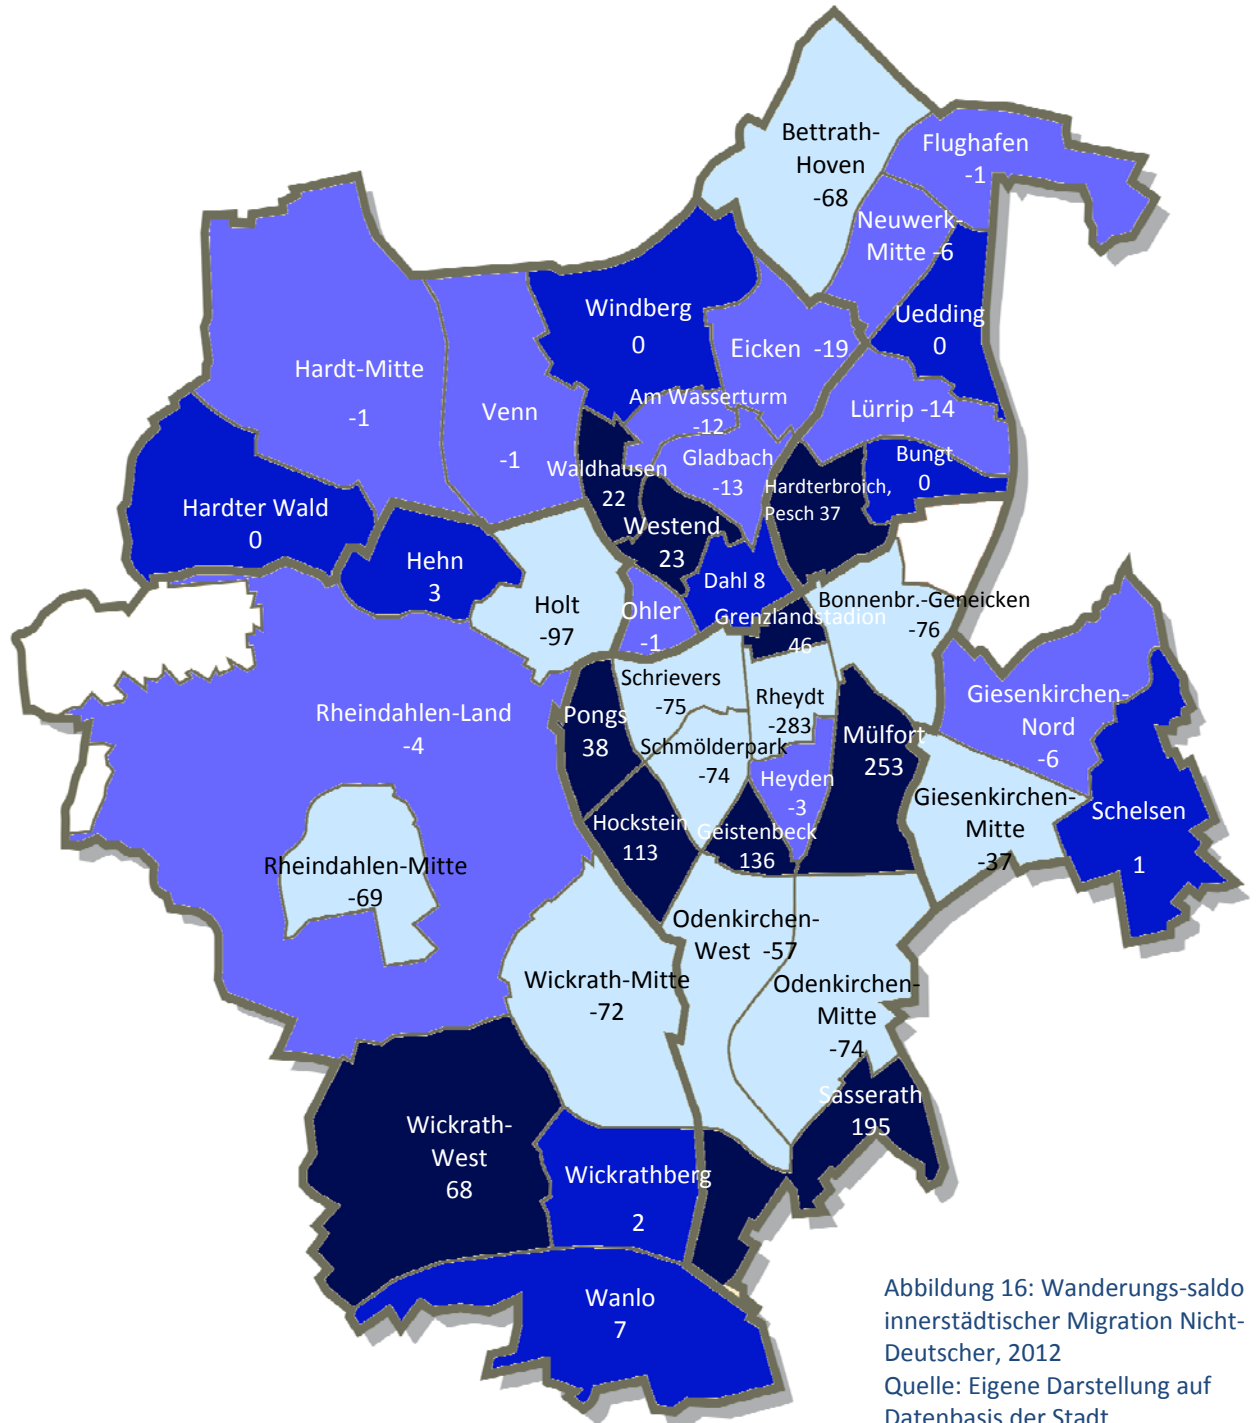 Bettrath-
Hoven
-68
Flughafen
-1
Neuwerk-
Mitte -6
Uedding
0
Windberg
0
Eicken -19
Hardt-Mitte
-1
Venn
-1
Am Wasserturm
-12
Lürrip -14
Gladbach
-13
Bungt
0
Waldhausen
22
Hardterbroich,
Pesch 37
Hardter Wald
0
Westend
23
Hehn
3
Dahl 8
Holt
-97
Ohler
-1
Grenzlandstadion
46
Bonnenbr.-Geneicken
-76
Schrievers
-75
Rheydt
-283
Giesenkirchen-
Nord
-6
Rheindahlen-Land
-4
Pongs
38
Schmölderpark
-74
Mülfort
253
Heyden
-3
Giesenkirchen-
Mitte
-37
Schelsen
1
Hockstein
113
Geistenbeck
136
Rheindahlen-Mitte
-69
Odenkirchen-
West -57
Wickrath-Mitte
-72
Odenkirchen-
Mitte
-74
Sasserath
195
Wickrath-
West
68
Wickrathberg
2
Wanlo
7
Abbildung 16: Wanderungs-saldo
innerstädtischer Migration Nicht-
Deutscher, 2012
Quelle: Eigene Darstellung auf
Datenbasis der Stadt